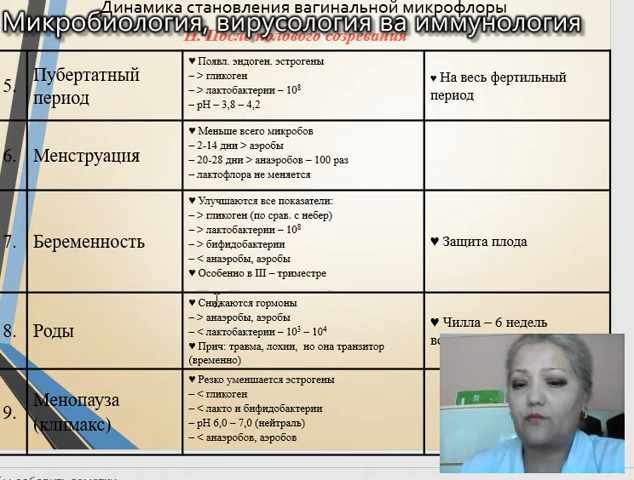 Динамика становления вагинальной микрофлоры
Микробиология, вирусология ва иммунология
II. После полового созревания
5.
Пубертатный
период
♥ Появл. эндоген. эстрогены
– > гликоген
– > лактобактерии – 10⁸
– pH – 3,8 – 4,2
♥ На весь фертильный
период
6.
Менструация
♥ Меньше всего микробов
– 2-14 дни > аэробы
– 20-28 дни > анаэробов – 100 раз
– лактофлора не меняется
7.
Беременность
♥ Улучшаются все показатели:
– > гликоген (по срав. с небер)
– > лактобактерии – 10⁸
– > бифидобактерии
– < анаэробы, аэробы
♥ Особенно в III – триместре
♥ Защита плода
8.
Роды
♥ Снижаются гормоны
– > анаэробы, аэробы
– < лактобактерии – 10³ – 10⁴
♥ Прич: травма, лохии, но она транзитор
(временно)
♥ Чилла – 6 недель
9.
Менопауза
(климакс)
♥ Резко уменьшается эстрогены
– < гликоген
– < лакто и бифидобактерии
– pH 6,0 – 7,0 (нейтраль)
– < анаэробов, аэробов